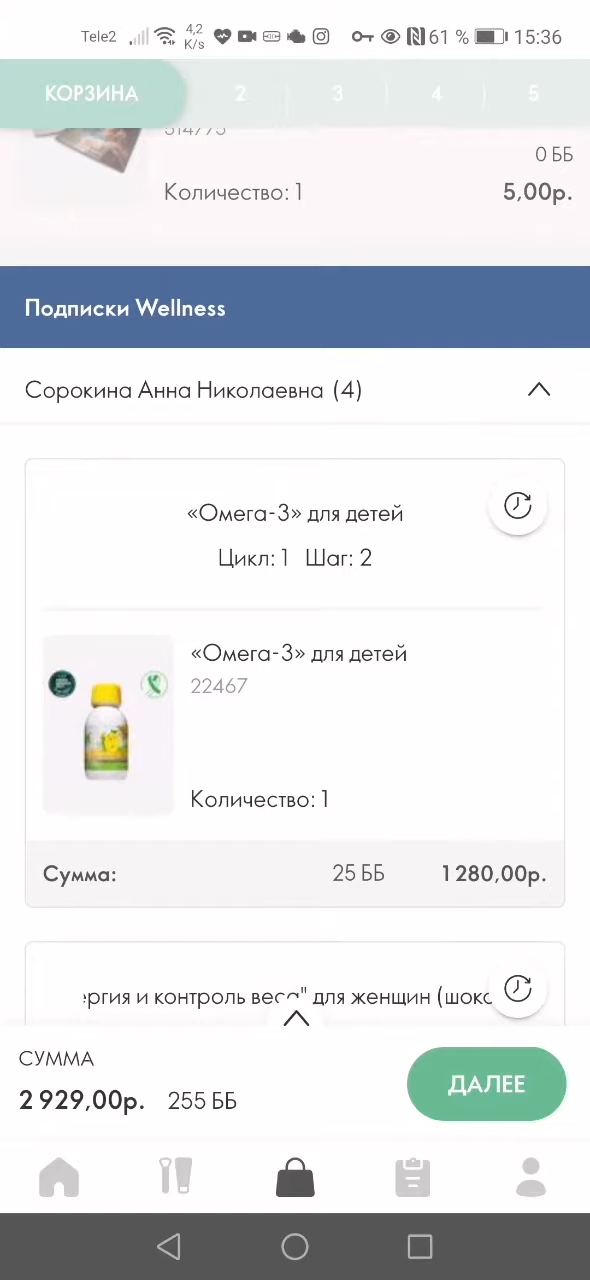 Tele2 4,2 K/s 61 % 15:36
КОРЗИНА 2 3 4 5
514775
0 ББ
Количество: 1 5,00р.
Подписки Wellness
Сорокина Анна Николаевна (4)
«Омега-3» для детей
Цикл: 1 Шаг: 2
«Омега-3» для детей
22467
Количество: 1
Сумма: 25 ББ 1 280,00р.
ергия и контроль веса" для женщин (шоко
СУММА
2 929,00р. 255 ББ
ДАЛЕЕ